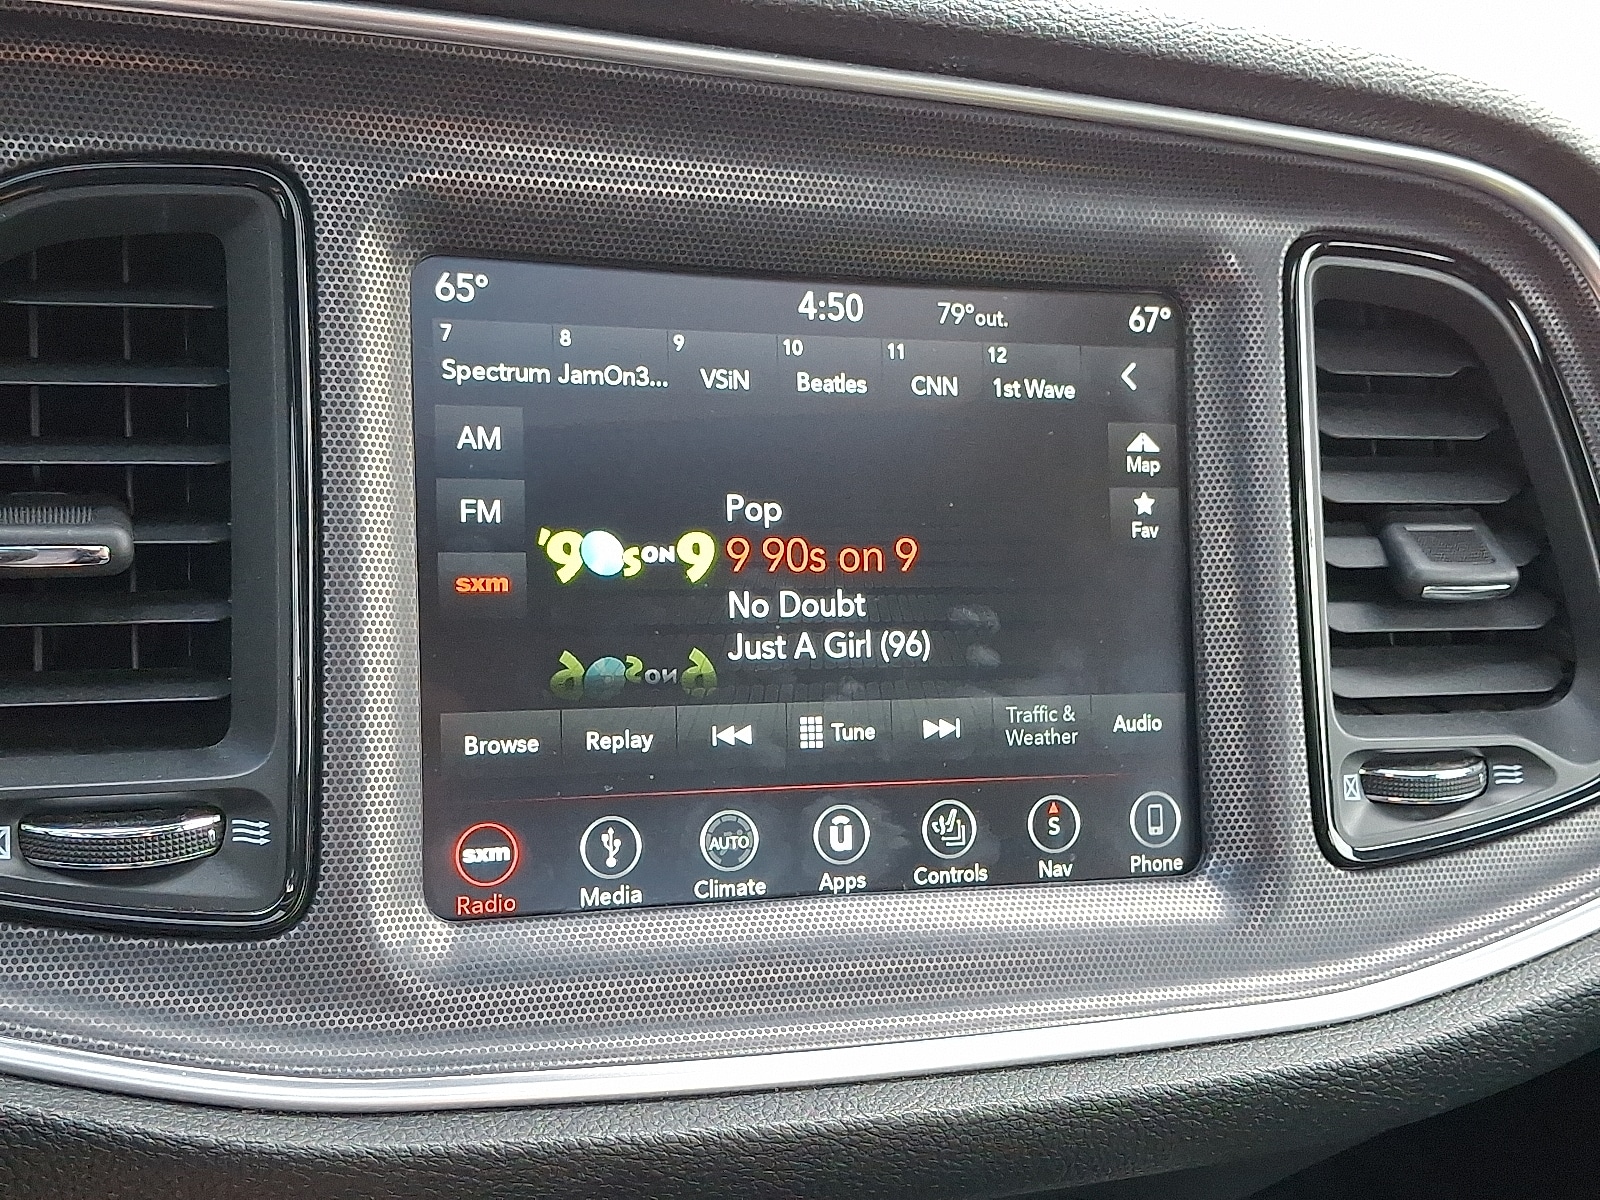 65° 4:50 79°out. 67°
7 8 9 10 11 12
Spectrum JamOn3... VSiN Beatles CNN 1st Wave
AM
Map
FM
Fav
Pop
'90s ON 9 9 90s on 9
sxm
No Doubt
Just A Girl (96)
Browse Replay Tune Traffic & Weather Audio
sxm AUTO ū S
Radio Media Climate Apps Controls Nav Phone